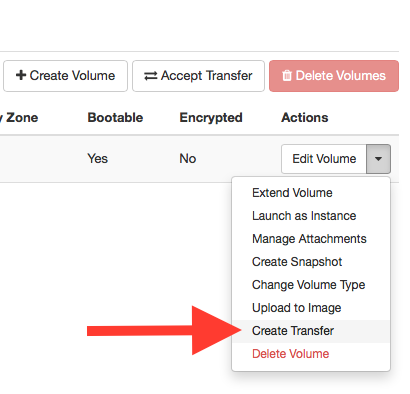 Create Volume Accept Transfer Delete Volumes
Zone Bootable Encrypted Actions
Yes No Edit Volume
Extend Volume
Launch as Instance
Manage Attachments
Create Snapshot
Change Volume Type
Upload to Image
Create Transfer
Delete Volume